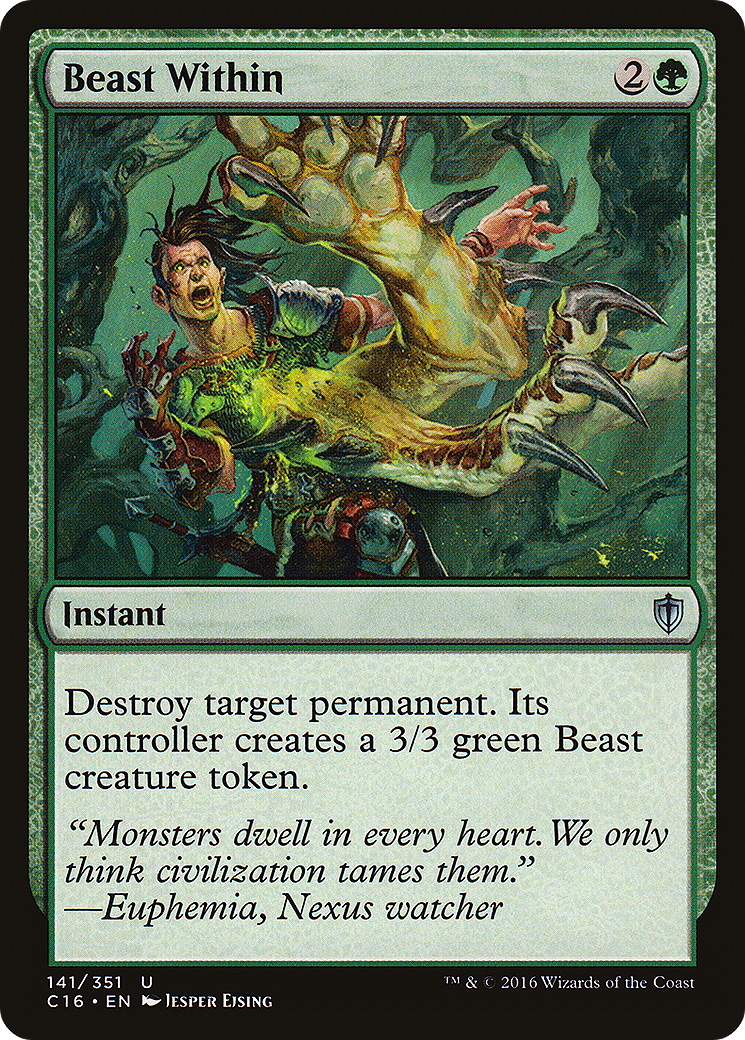 Beast Within 2
Instant
Destroy target permanent. Its
controller creates a 3/3 green Beast
creature token.
“Monsters dwell in every heart. We only
think civilization tames them.”
—Euphemia, Nexus watcher
141/351 U
C16 • EN Jesper Ejsing
™ & © 2016 Wizards of the Coast